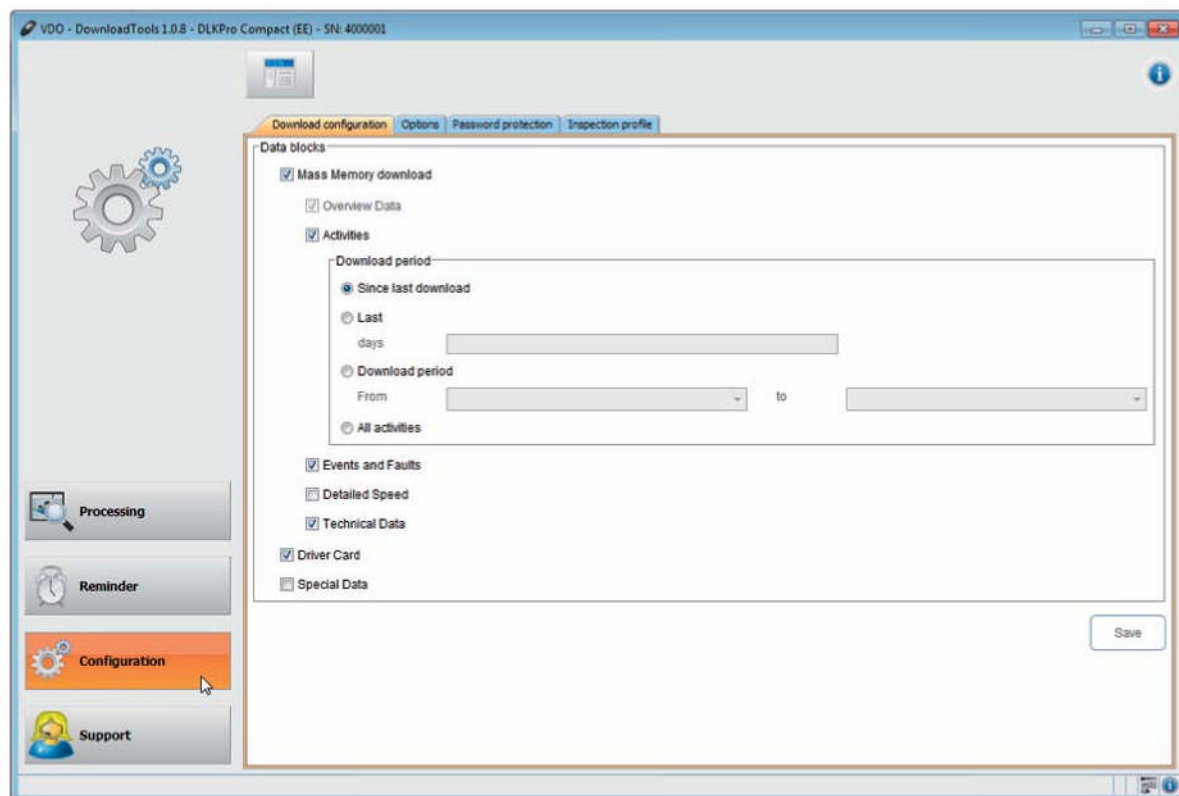 VDO - DownloadTools 1.0.8 - DLKPro Compact (EE) - SN: 4000001
Download configuration Options Password protection Inspection profile
Data blocks
Mass Memory download
Overview Data
Activities
Download period
Since last download
Last
days
Download period
From to
All activities
Events and Faults
Detailed Speed
Technical Data
Driver Card
Special Data
Save
Processing
Reminder
Configuration
Support